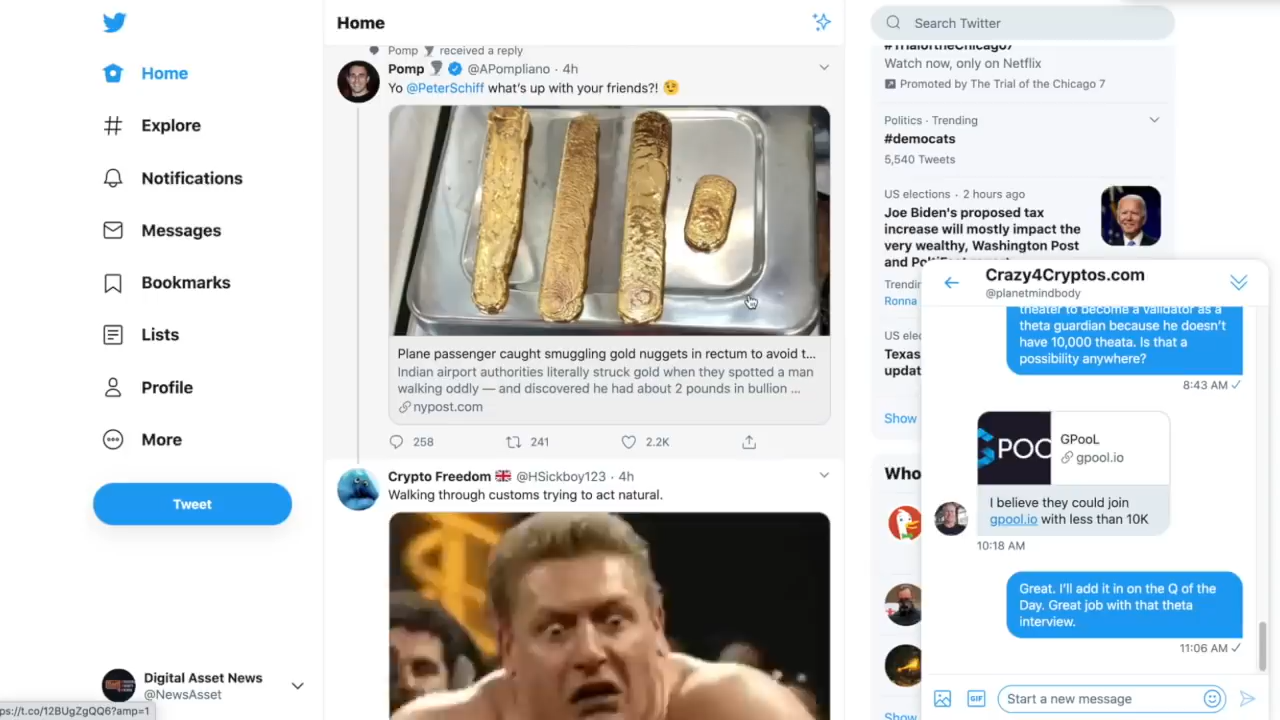 Home
Explore
Notifications
Messages
Bookmarks
Lists
Profile
More
Tweet
Digital Asset News
@NewsAsset
ps://t.co/12BUgZgQQ6?amp=1
Home
Pomp received a reply
Pomp @APompliano · 4h
Yo @PeterSchiff what's up with your friends?! 😉
Plane passenger caught smuggling gold nuggets in rectum to avoid t...
Indian airport authorities literally struck gold when they spotted a man
walking oddly — and discovered he had about 2 pounds in bullion ...
nypost.com
258
241
2.2K
Crypto Freedom 🇬🇧 @HSickboy123 · 4h
Walking through customs trying to act natural.
Search Twitter
#TrialoftheChicago7
Watch now, only on Netflix
Promoted by The Trial of the Chicago 7
Politics · Trending
#democats
5,540 Tweets
US elections · 2 hours ago
Joe Biden's proposed tax
increase will mostly impact the
very wealthy, Washington Post
and
Ronna
Texas
Show
Who
Show
Crazy4Cryptos.com
@planetmindbody
theater to become a validator as a
theta guardian because he doesn't
have 10,000 theata. Is that a
possibility anywhere?
8:43 AM ✓
POO
GPooL
gpool.io
I believe they could join
gpool.io with less than 10K
10:18 AM
Great. I'll add it in on the Q of the
Day. Great job with that theta
interview.
11:06 AM ✓
GIF
Start a new message